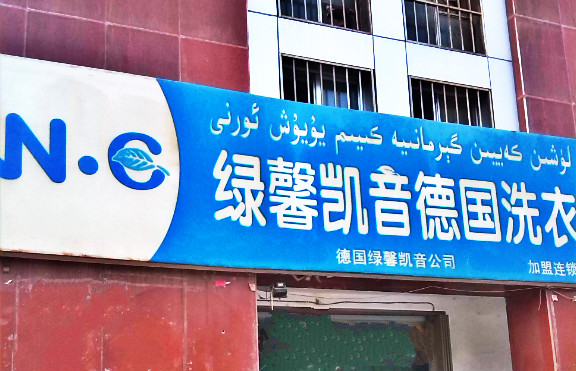 N·C
لۈشىن كەيىن گېرمانىيە كىيىم يۇيۇش ئورنى
绿馨凯音德国洗衣
德国绿馨凯音公司
加盟连锁